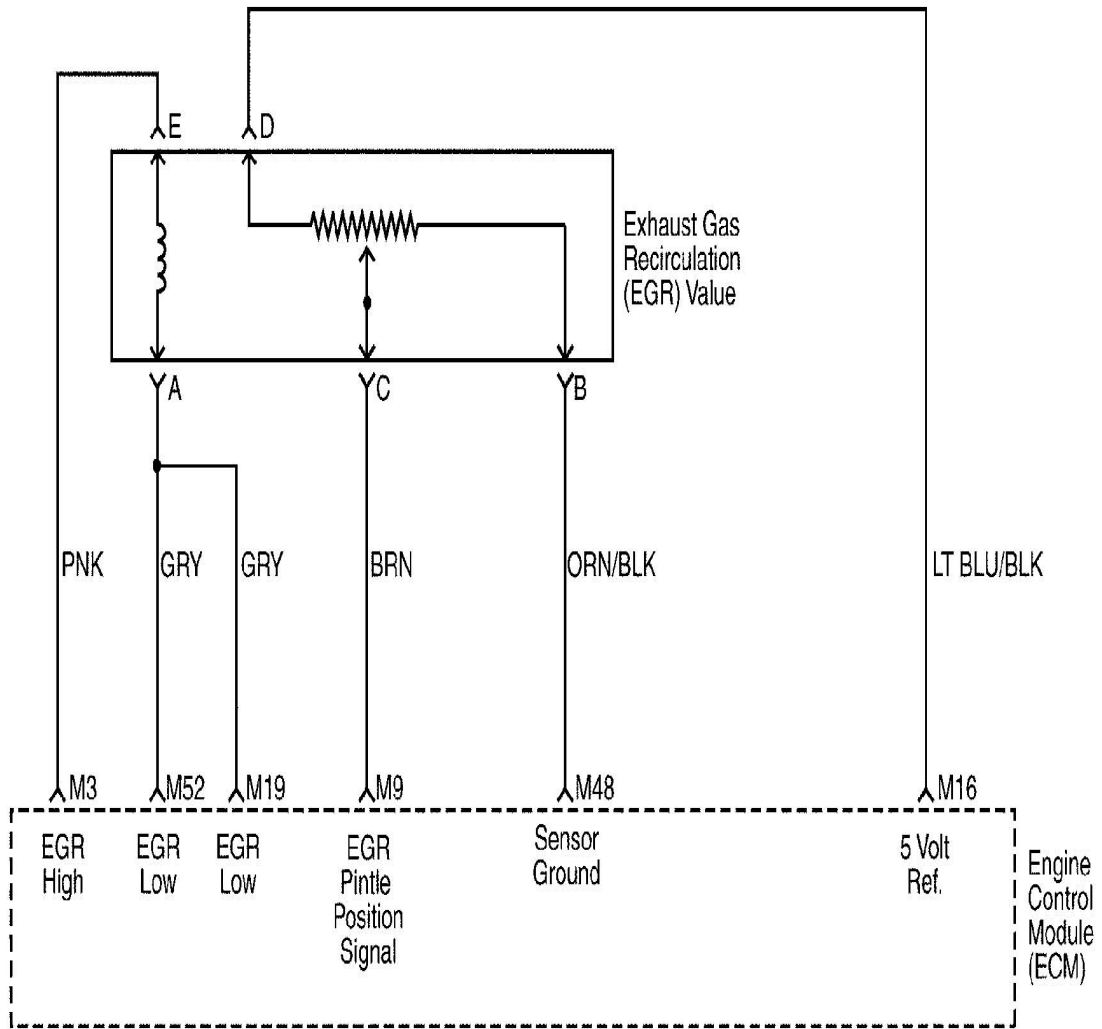 E
D
Exhaust Gas
Recirculation
(EGR) Value
A
C
B
PNK
GRY
GRY
BRN
ORN/BLK
LT BLU/BLK
M3
M52
M19
M9
M48
M16
EGR
High
EGR
Low
EGR
Low
EGR
Pintle
Position
Signal
Sensor
Ground
5 Volt
Ref.
Engine
Control
Module
(ECM)